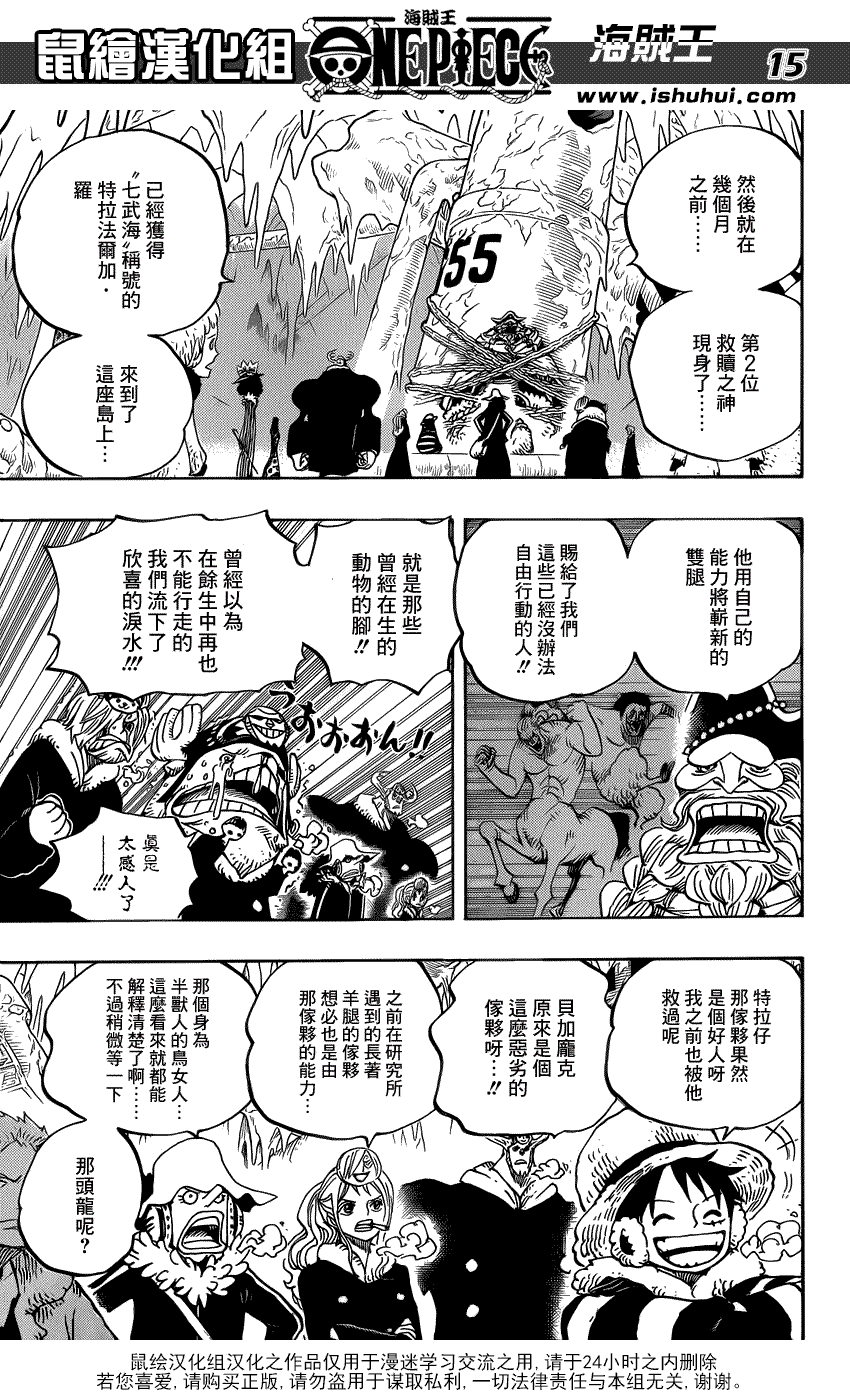 鼠繪漢化組
海賊王
ONE PIECE
海賊王
15
www.ishuhui.com
然後就在
幾個月
之前……
第2位
救贖之神
現身了……
55
已經獲得
“七武海”稱號的
特拉法爾加·
羅
來到了
這座島上…
他用自己的
能力將嶄新的
雙腿
賜給了我們
這些已經沒辦法
自由行動的人!!
就是那些
曾經在生的
動物的腳!!
曾經以為
在餘生中再也
不能行走的
我們流下了
欣喜的淚水!!!
うおおおん!!
真是
太感人了
…!!!
特拉仔
那傢夥果然
是個好人呀
我之前也被他
救過呢
貝加龐克
原來是個
這麼惡劣的
傢夥呀…!!
之前在研究所
遇到的長著
羊腿的傢夥
想必也是由
那傢夥的能力…
那個身為
半獸人的鳥女人…
這麼看來就都能
解釋清楚了啊……
不過稍微等一下
那頭龍呢?
鼠绘汉化组汉化之作品仅用于漫迷学习交流之用,请于24小时之内删除
若您喜爱,请购买正版,请勿盗用于谋取私利,一切法律责任与本组无关,谢谢。